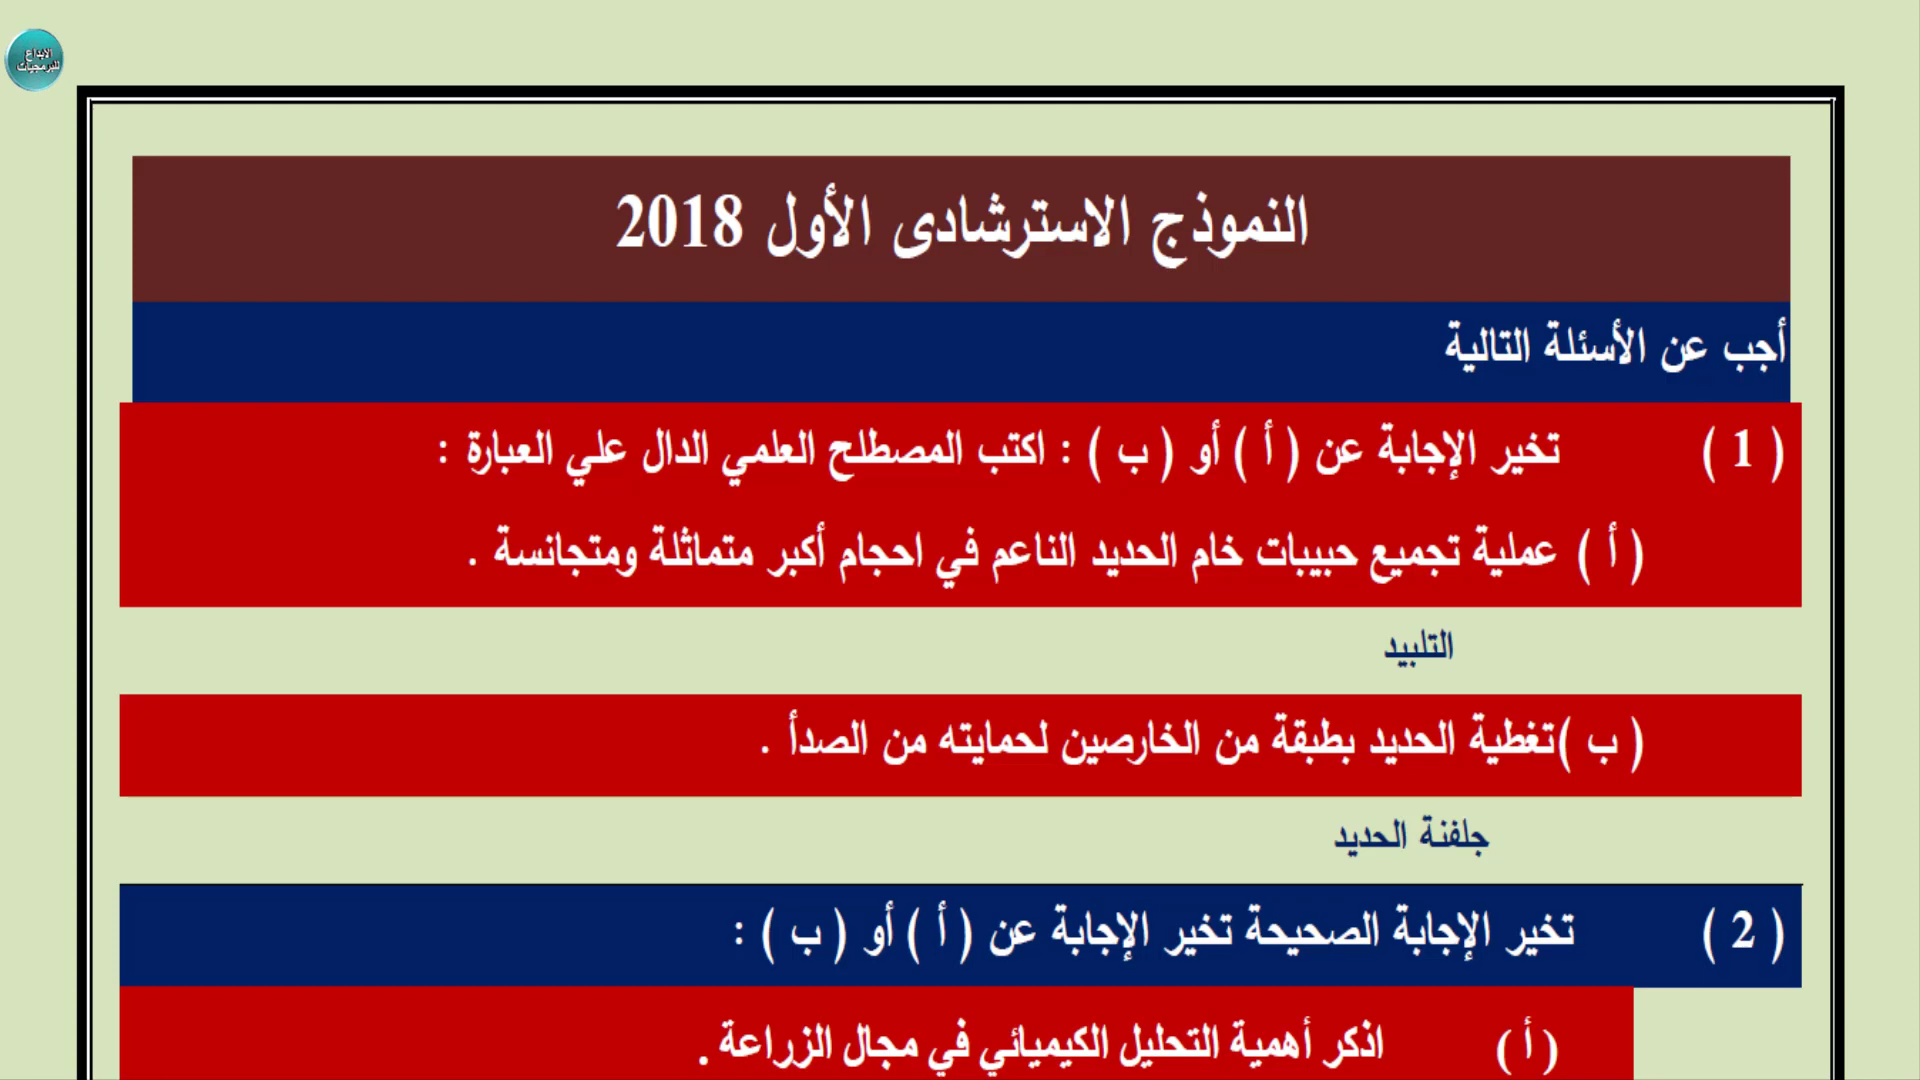 الابداع
للبرمجيات
النموذج الاسترشادى الأول 2018
أجب عن الأسئلة التالية
( 1 ) تخير الإجابة عن ( أ ) أو ( ب ) : اكتب المصطلح العلمي الدال علي العبارة :
( أ ) عملية تجميع حبيبات خام الحديد الناعم في احجام أكبر متماثلة ومتجانسة .
التلبيد
( ب )تغطية الحديد بطبقة من الخارصين لحمايته من الصدأ .
جلفنة الحديد
( 2 ) تخير الإجابة الصحيحة تخير الإجابة عن ( أ ) أو ( ب ) :
( أ ) اذكر أهمية التحليل الكيميائي في مجال الزراعة .